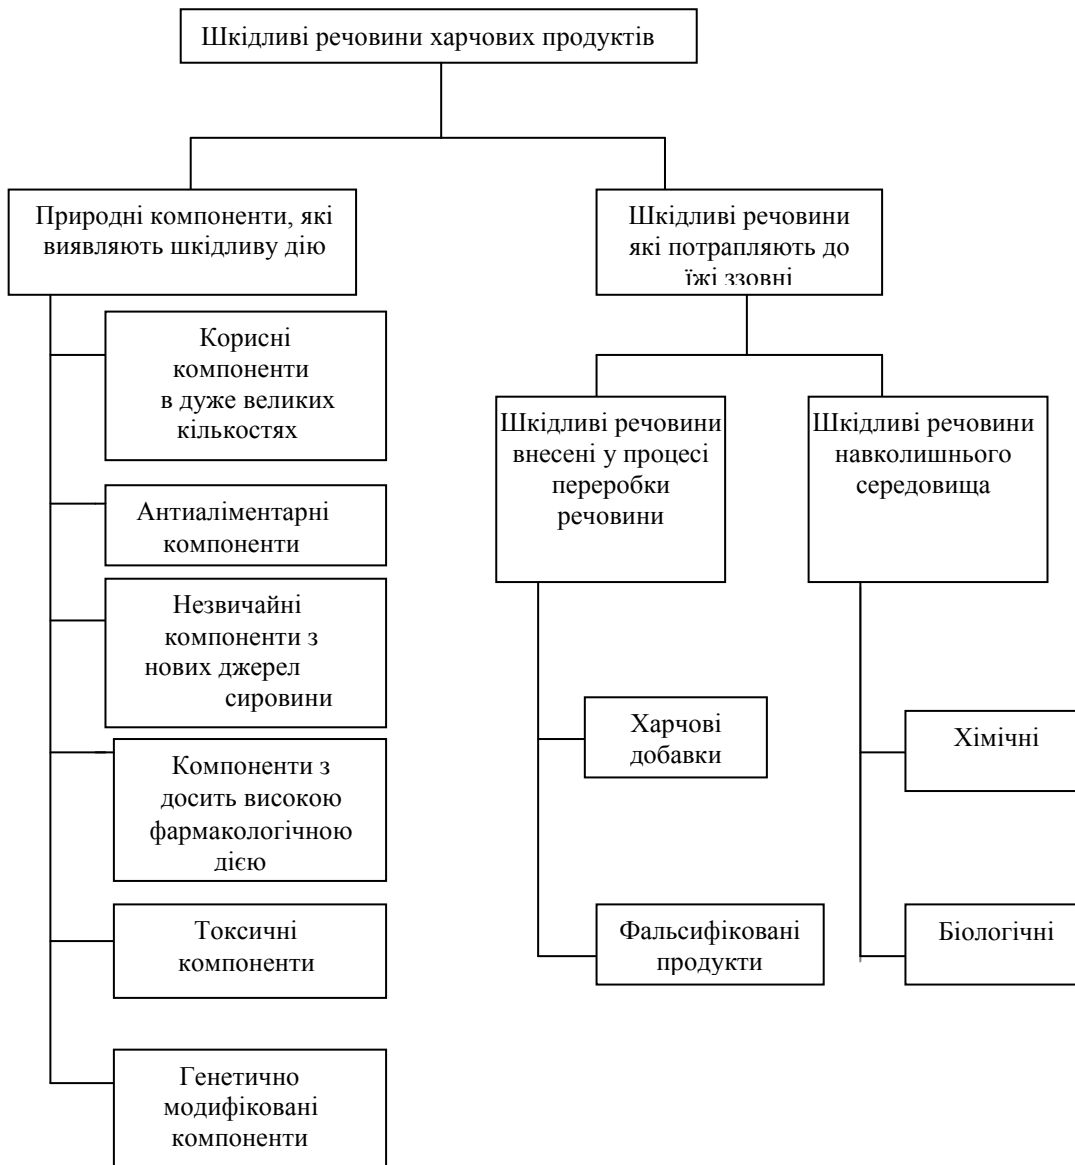 Шкідливі речовини харчових продуктів
Природні компоненти, які
виявляють шкідливу дію
Шкідливі речовини
які потрапляють до
їжі ззовні
Корисні
компоненти
в дуже великих
кількостях
Антиаліментарні
компоненти
Незвичайні
компоненти з
нових джерел
сировини
Компоненти з
досить високою
фармакологічною
дією
Токсичні
компоненти
Генетично
модифіковані
компоненти
Шкідливі речовини
внесені у процесі
переробки
речовини
Харчові
добавки
Фальсифіковані
продукти
Шкідливі речовини
навколишнього
середовища
Хімічні
Біологічні